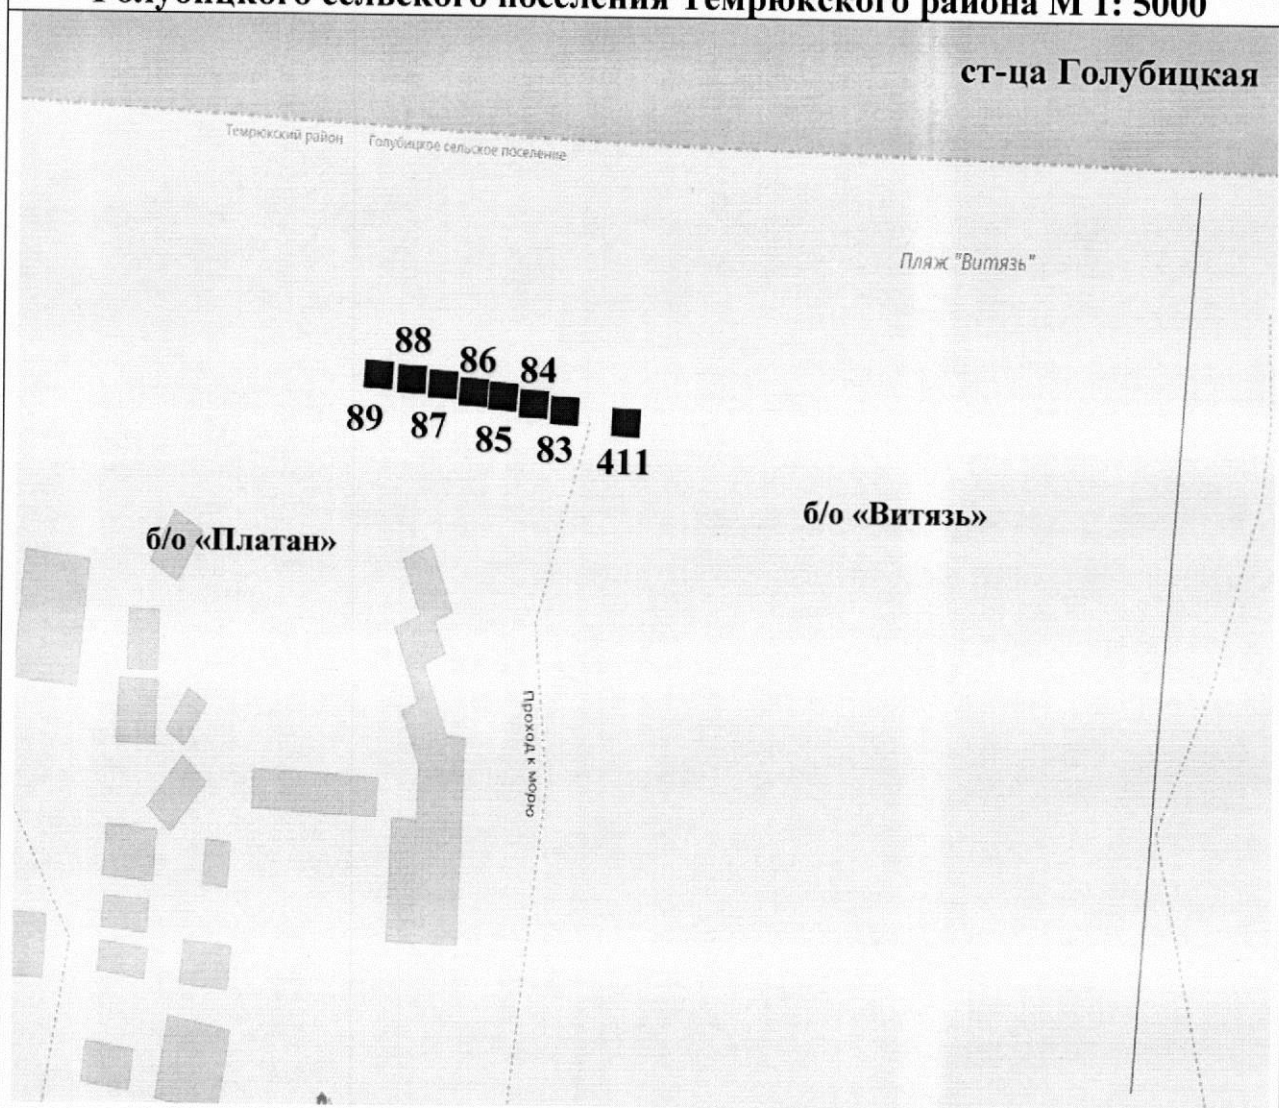 Голубицкого сельского поселения Темрюкского района М 1: 5000
ст-ца Голубицкая
Темрюкский район Голубицкое сельское поселение
Пляж "Витязь"
88
86
84
89
87
85
83
411
б/о «Витязь»
б/о «Платан»
Проход к морю